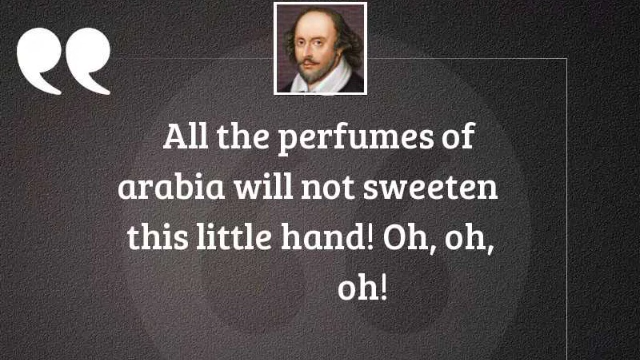 All the perfumes of
arabia will not sweeten
this little hand! Oh, oh,
oh!